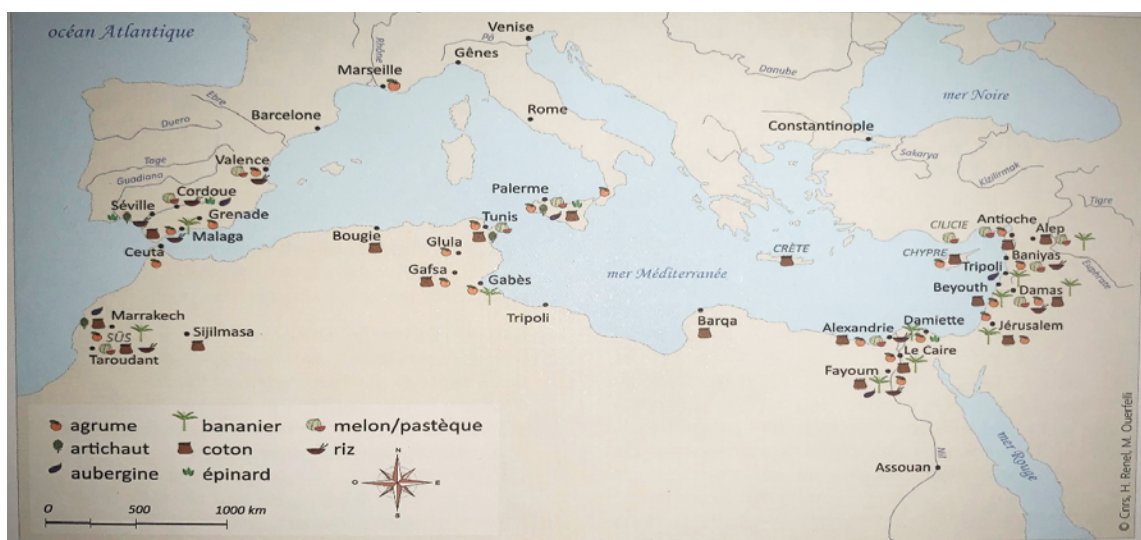 océan Atlantique
Venise
Pô
Gênes
Rhône
Marseille
Danube
mer Noire
Ebre
Barcelone
Rome
Duero
Constantinople
Tage
Valence
Sakarya
Kizilirmak
Guadiana
Cordoue
Palerme
Tigre
Séville
Grenade
Tunis
CILICIE
Antioche
Alep
Malaga
Bougie
Glula
CRÈTE
CHYPRE
Baniyas
Ceuta
mer Méditerranée
Tripoli
Euphrate
Gafsa
Gabès
Beyouth
Damas
Marrakech
Tripoli
Barqa
Alexandrie
Damiette
Jérusalem
SÛS
Sijilmasa
Le Caire
Taroudant
Fayoum
agrume
bananier
melon/pastèque
artichaut
coton
riz
aubergine
épinard
mer Rouge
Nil
Assouan
N
O
E
S
0 500 1000 km
© Cnrs, H. Renel, M. Ouerfelli